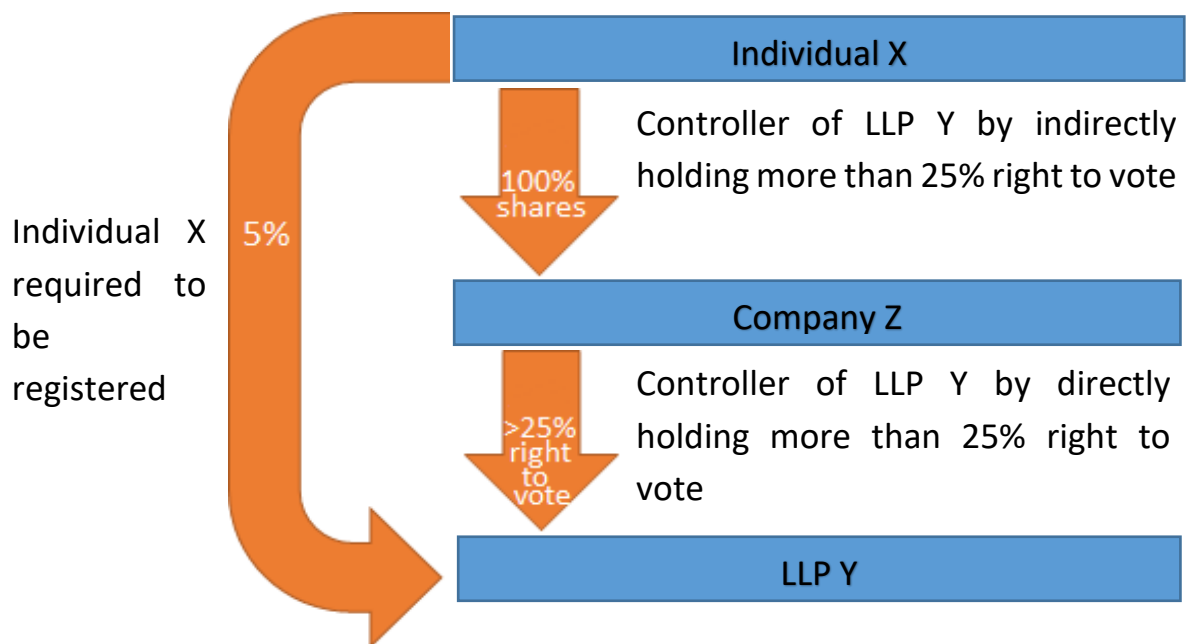 Individual X
Controller of LLP Y by indirectly
holding more than 25% right to vote
100%
shares
Individual X
required to
be
registered
5%
Company Z
Controller of LLP Y by directly
holding more than 25% right to
vote
>25%
right
to
vote
LLP Y